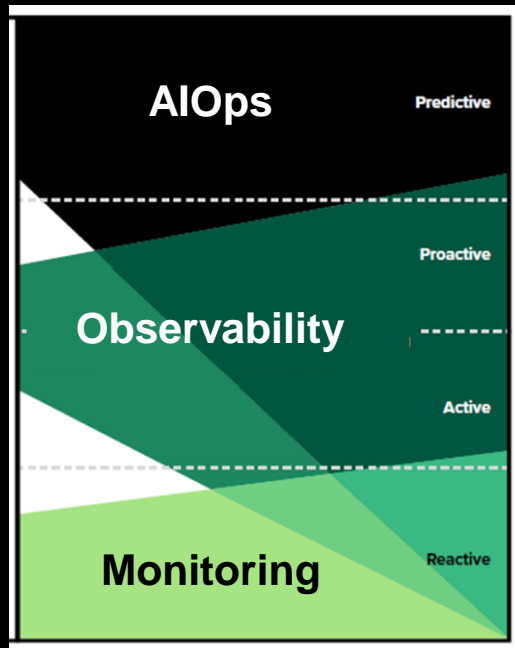 AIOps
Predictive
Proactive
Observability
Active
Monitoring
Reactive